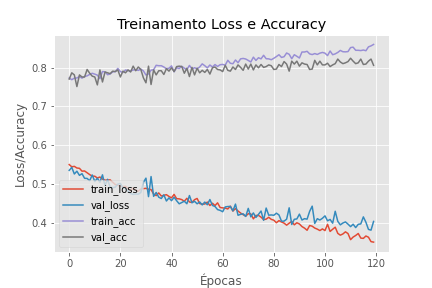 Treinamento Loss e Accuracy
Loss/Accuracy
0.8
0.7
0.6
0.5
0.4
train_loss
val_loss
train_acc
val_acc
0 20 40 60 80 100 120
Épocas